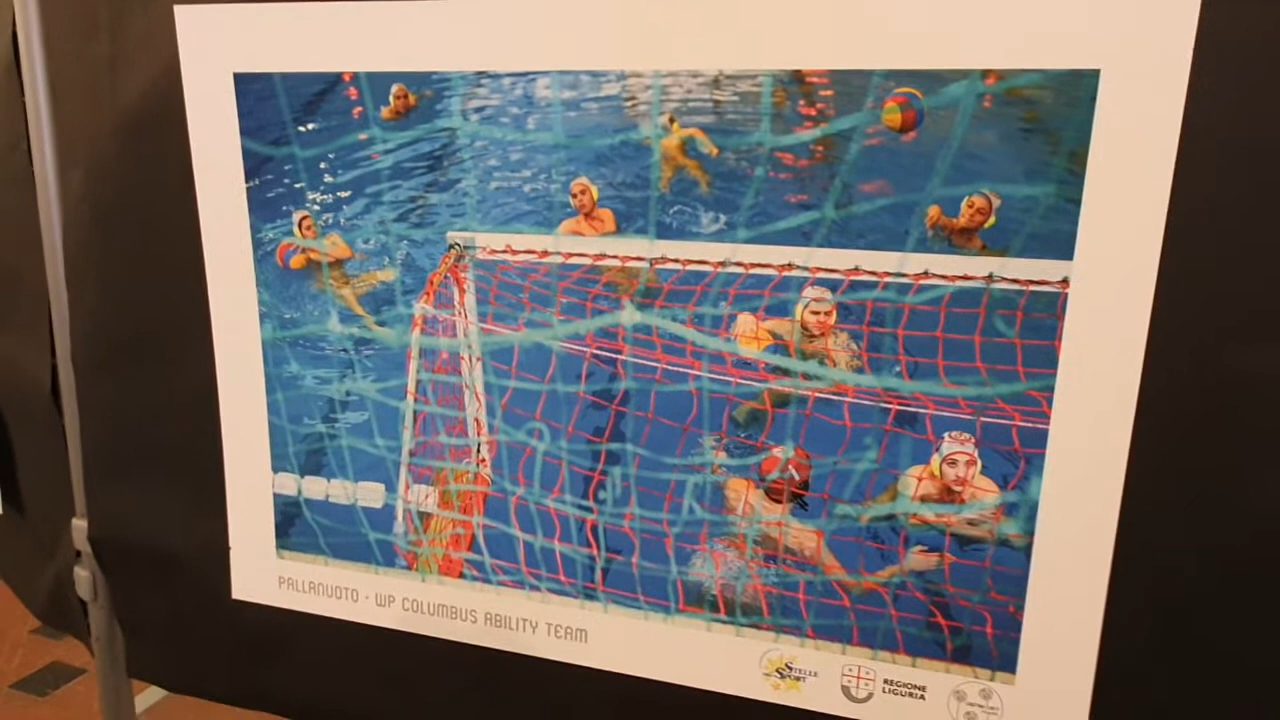 PALLANUOTO - WP COLUMBUS ABILITY TEAM
STELLE
SPORT
REGIONE
LIGURIA